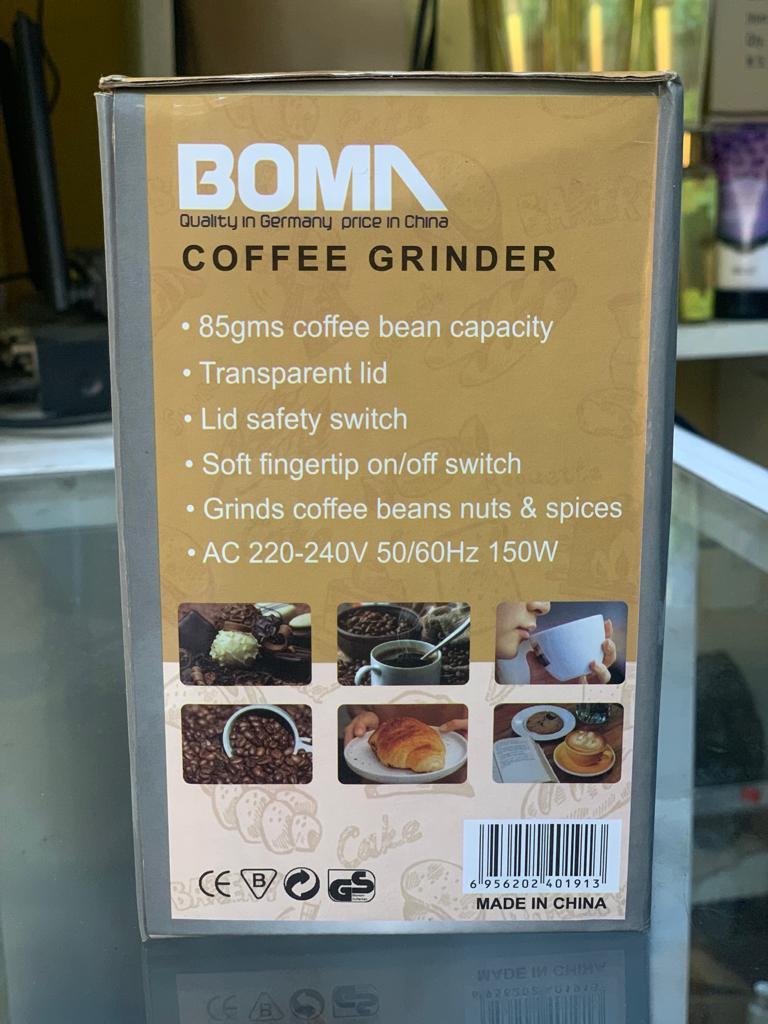 BOMA
Quality in Germany price in China
COFFEE GRINDER
• 85gms coffee bean capacity
• Transparent lid
• Lid safety switch
• Soft fingertip on/off switch
• Grinds coffee beans nuts & spices
• AC 220-240V 50/60Hz 150W
Cake
CE B GS
6 956202 401913
MADE IN CHINA